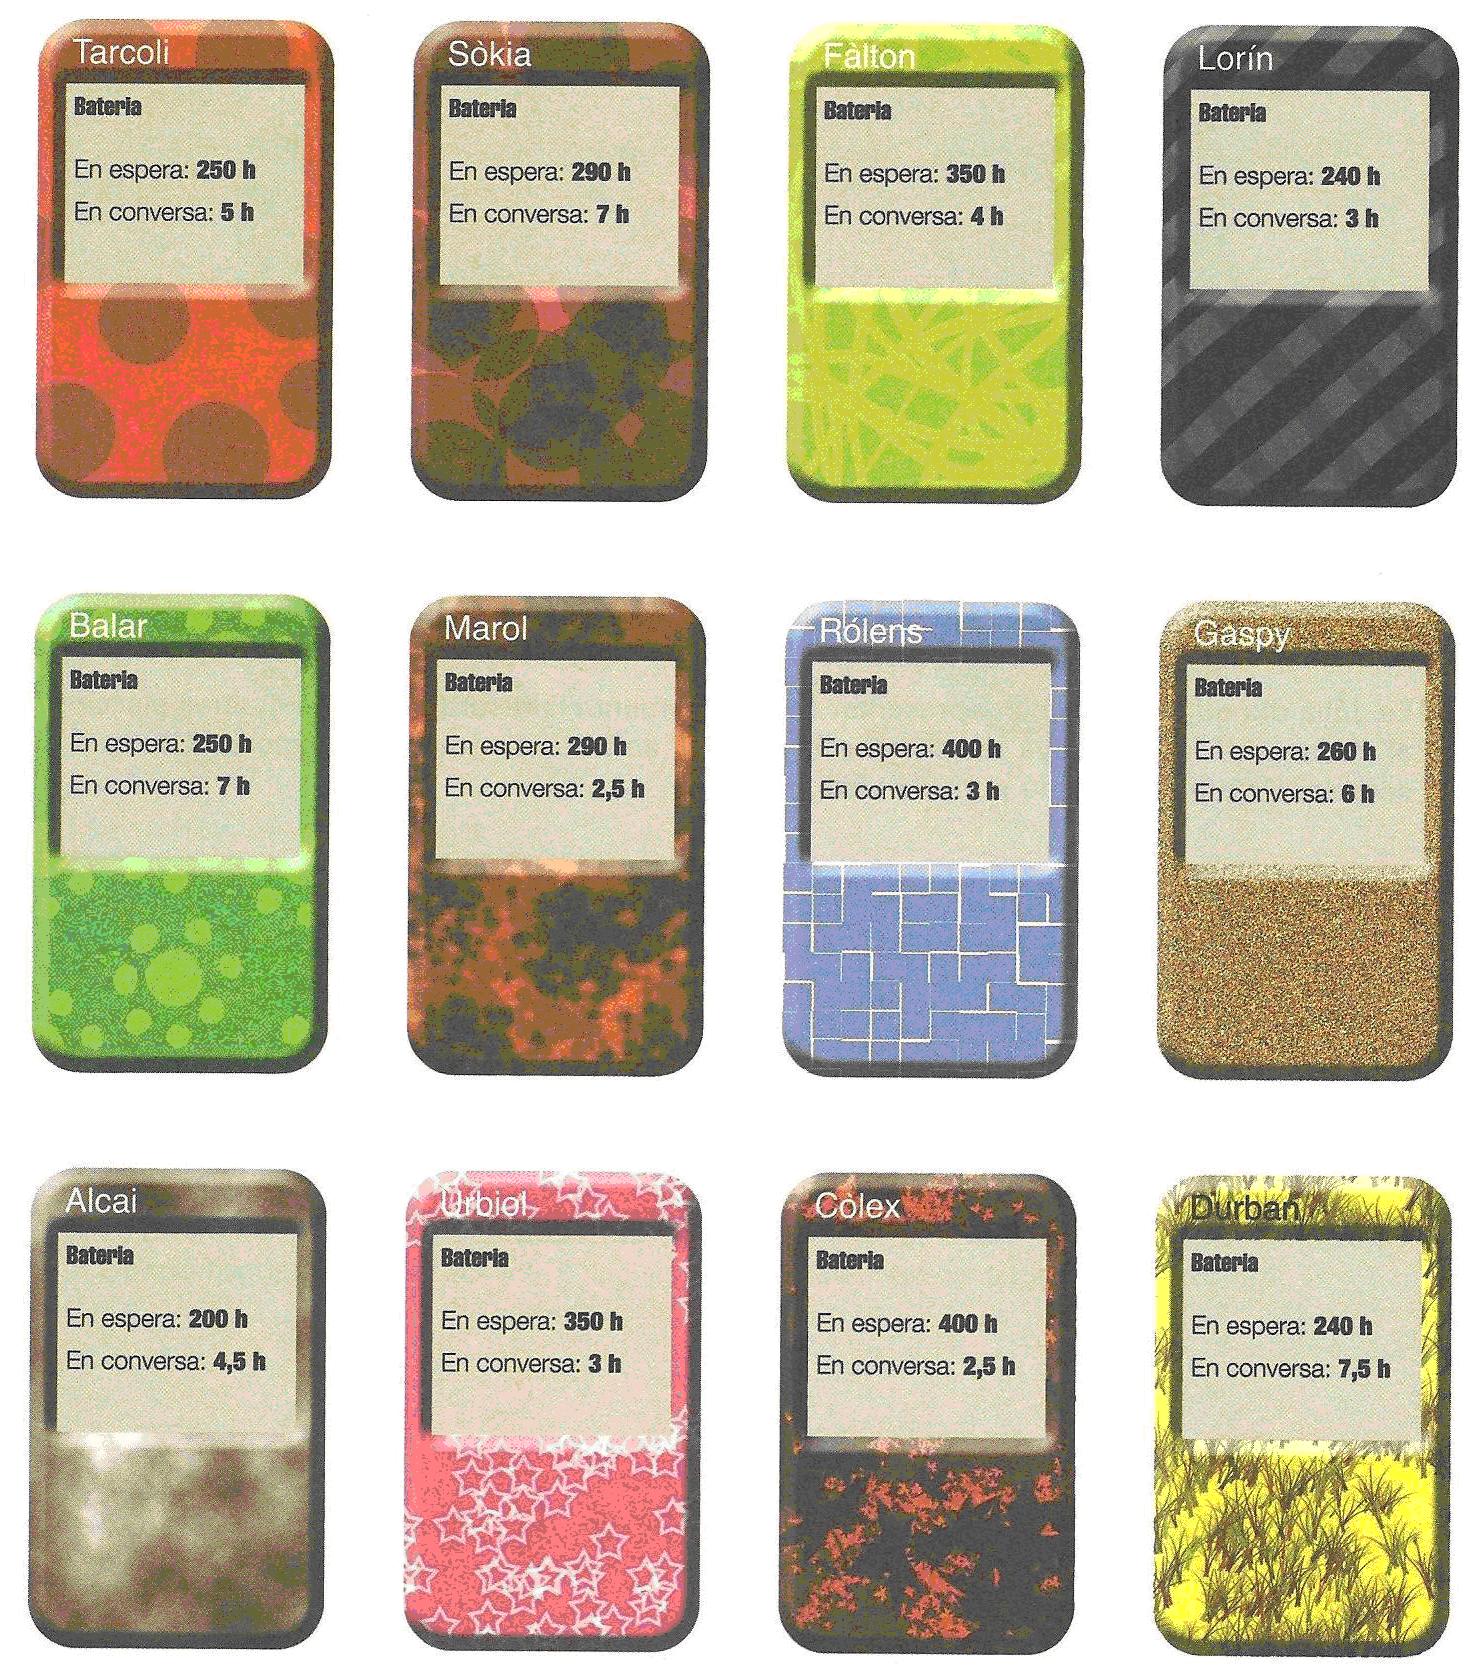 Tarcoli
Bateria
En espera: 250 h
En conversa: 5 h
Sòkia
Bateria
En espera: 290 h
En conversa: 7 h
Fàlton
Bateria
En espera: 350 h
En conversa: 4 h
Lorín
Bateria
En espera: 240 h
En conversa: 3 h
Balar
Bateria
En espera: 250 h
En conversa: 7 h
Marol
Bateria
En espera: 290 h
En conversa: 2,5 h
Rólens
Bateria
En espera: 400 h
En conversa: 3 h
Gaspy
Bateria
En espera: 260 h
En conversa: 6 h
Alcai
Bateria
En espera: 200 h
En conversa: 4,5 h
Urbiol
Bateria
En espera: 350 h
En conversa: 3 h
Còlex
Bateria
En espera: 400 h
En conversa: 2,5 h
Durban
Bateria
En espera: 240 h
En conversa: 7,5 h